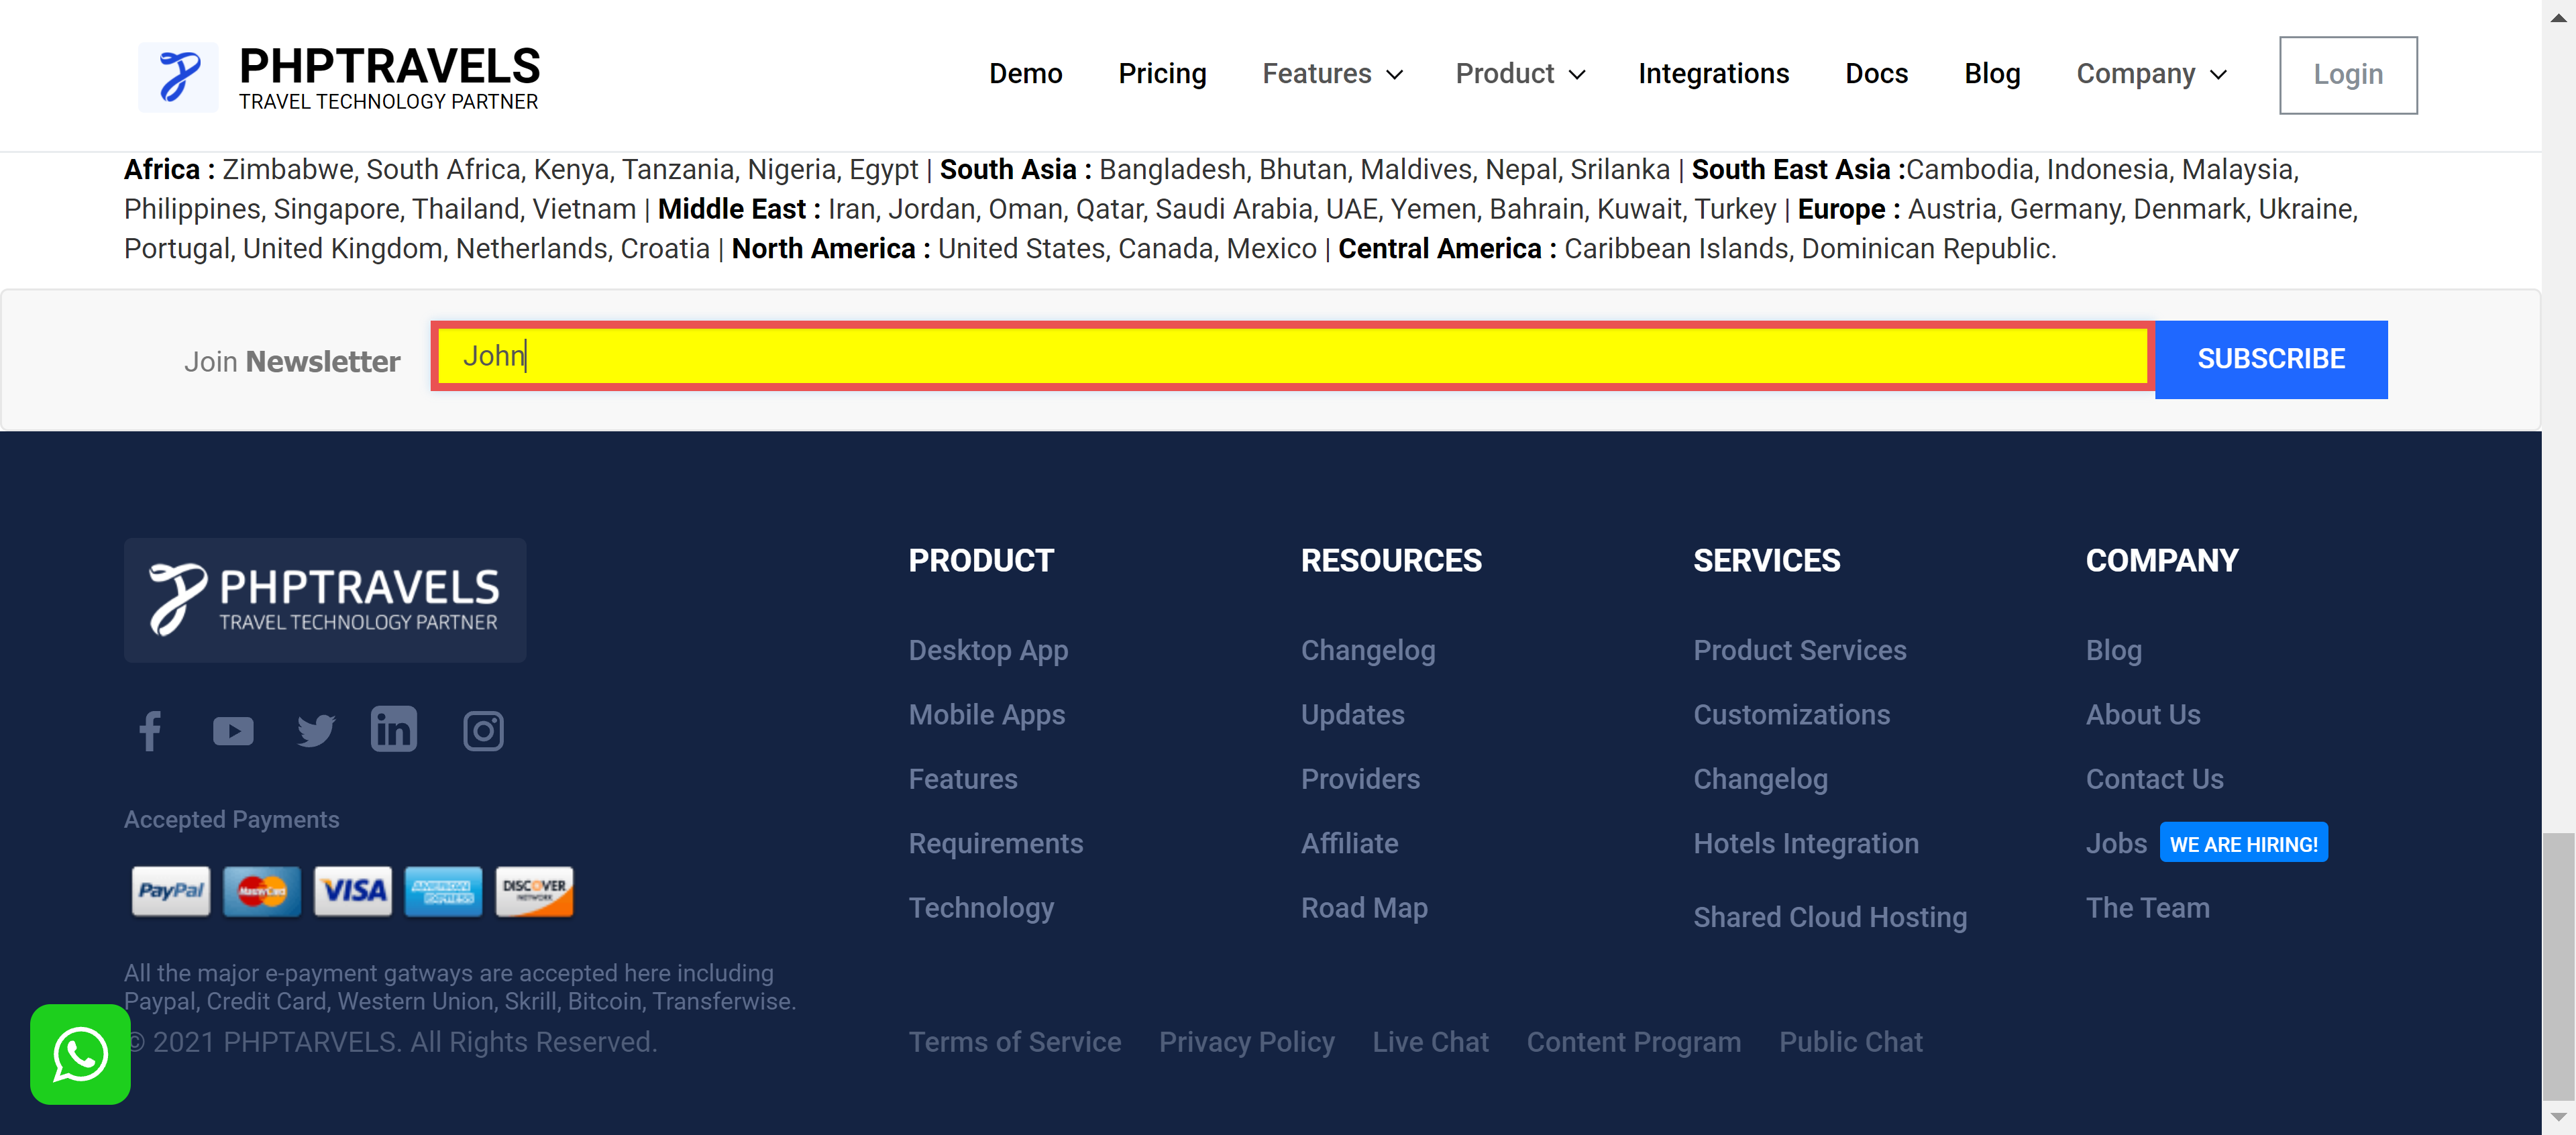 PHPTRAVELS
TRAVEL TECHNOLOGY PARTNER
Demo Pricing Features Product Integrations Docs Blog Company Login
Africa : Zimbabwe, South Africa, Kenya, Tanzania, Nigeria, Egypt | South Asia : Bangladesh, Bhutan, Maldives, Nepal, Srilanka | South East Asia :Cambodia, Indonesia, Malaysia,
Philippines, Singapore, Thailand, Vietnam | Middle East : Iran, Jordan, Oman, Qatar, Saudi Arabia, UAE, Yemen, Bahrain, Kuwait, Turkey | Europe : Austria, Germany, Denmark, Ukraine,
Portugal, United Kingdom, Netherlands, Croatia | North America : United States, Canada, Mexico | Central America : Caribbean Islands, Dominican Republic.
Join Newsletter John SUBSCRIBE
PHPTRAVELS
TRAVEL TECHNOLOGY PARTNER
in
Accepted Payments
PayPal MasterCard VISA AMERICAN EXPRESS DISCOVER NETWORK
All the major e-payment gatways are accepted here including
Paypal, Credit Card, Western Union, Skrill, Bitcoin, Transferwise.
© 2021 PHPTARVELS. All Rights Reserved.
PRODUCT
Desktop App
Mobile Apps
Features
Requirements
Technology
RESOURCES
Changelog
Updates
Providers
Affiliate
Road Map
SERVICES
Product Services
Customizations
Changelog
Hotels Integration
Shared Cloud Hosting
COMPANY
Blog
About Us
Contact Us
Jobs WE ARE HIRING!
The Team
Terms of Service Privacy Policy Live Chat Content Program Public Chat